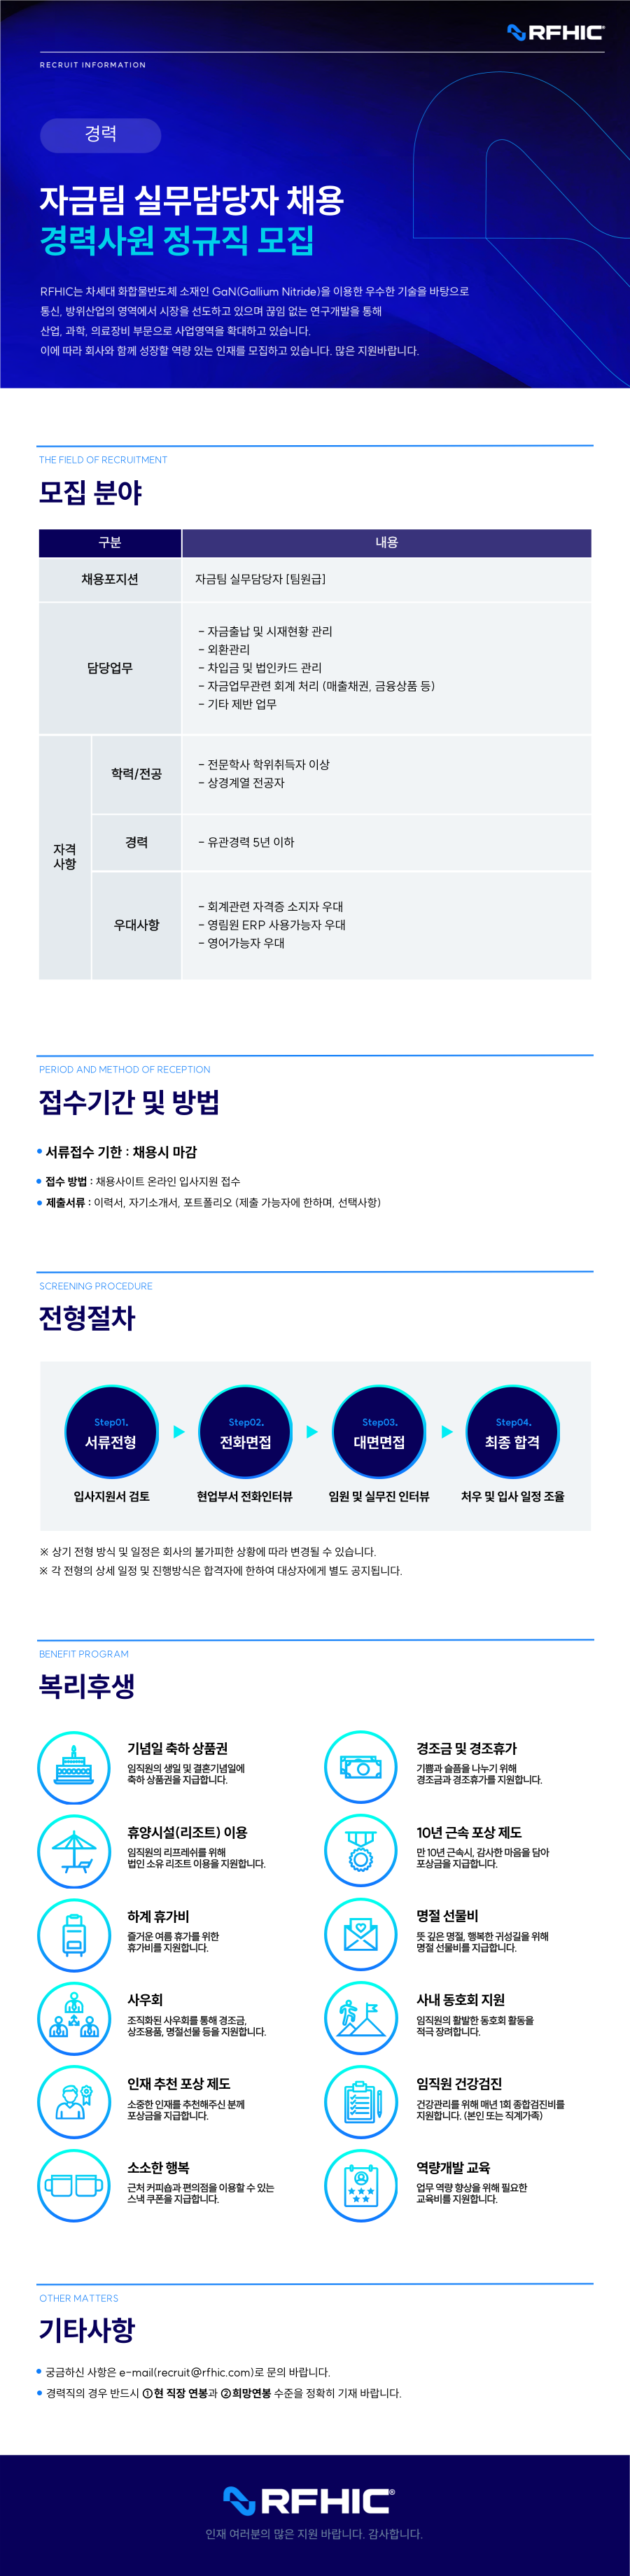 RFHIC®
RECRUIT INFORMATION
경력
자금팀 실무담당자 채용
경력사원 정규직 모집
RFHIC는 차세대 화합물반도체 소재인 GaN(Gallium Nitride)을 이용한 우수한 기술을 바탕으로
통신, 방위산업의 영역에서 시장을 선도하고 있으며 끊임 없는 연구개발을 통해
산업, 과학, 의료장비 부문으로 사업영역을 확대하고 있습니다.
이에 따라 회사와 함께 성장할 역량 있는 인재를 모집하고 있습니다. 많은 지원바랍니다.
THE FIELD OF RECRUITMENT
모집 분야
구분 내용
채용포지션 자금팀 실무담당자 [팀원급]
담당업무
- 자금출납 및 시재현황 관리
- 외환관리
- 차입금 및 법인카드 관리
- 자금업무관련 회계 처리 (매출채권, 금융상품 등)
- 기타 제반 업무
자격
사항
학력/전공
- 전문학사 학위취득자 이상
- 상경계열 전공자
경력 - 유관경력 5년 이하
우대사항
- 회계관련 자격증 소지자 우대
- 영림원 ERP 사용가능자 우대
- 영어가능자 우대
PERIOD AND METHOD OF RECEPTION
접수기간 및 방법
• 서류접수 기한 : 채용시 마감
• 접수 방법 : 채용사이트 온라인 입사지원 접수
• 제출서류 : 이력서, 자기소개서, 포트폴리오 (제출 가능자에 한하며, 선택사항)
SCREENING PROCEDURE
전형절차
Step01.
서류전형
입사지원서 검토
Step02.
전화면접
현업부서 전화인터뷰
Step03.
대면면접
임원 및 실무진 인터뷰
Step04.
최종 합격
처우 및 입사 일정 조율
※ 상기 전형 방식 및 일정은 회사의 불가피한 상황에 따라 변경될 수 있습니다.
※ 각 전형의 상세 일정 및 진행방식은 합격자에 한하여 대상자에게 별도 공지됩니다.
BENEFIT PROGRAM
복리후생
기념일 축하 상품권
임직원의 생일 및 결혼기념일에
축하 상품권을 지급합니다.
경조금 및 경조휴가
기쁨과 슬픔을 나누기 위해
경조금과 경조휴가를 지원합니다.
휴양시설(리조트) 이용
임직원의 리프레쉬를 위해
법인 소유 리조트 이용을 지원합니다.
10년 근속 포상 제도
만 10년 근속시, 감사한 마음을 담아
포상금을 지급합니다.
하계 휴가비
즐거운 여름 휴가를 위한
휴가비를 지원합니다.
명절 선물비
뜻 깊은 명절, 행복한 귀성길을 위해
명절 선물비를 지급합니다.
사우회
조직화된 사우회를 통해 경조금,
상조용품, 명절선물 등을 지원합니다.
사내 동호회 지원
임직원의 활발한 동호회 활동을
적극 장려합니다.
인재 추천 포상 제도
소중한 인재를 추천해주신 분께
포상금을 지급합니다.
임직원 건강검진
건강관리를 위해 매년 1회 종합검진비를
지원합니다. (본인 또는 직계가족)
소소한 행복
근처 커피숍과 편의점을 이용할 수 있는
스낵 쿠폰을 지급합니다.
역량개발 교육
업무 역량 향상을 위해 필요한
교육비를 지원합니다.
OTHER MATTERS
기타사항
• 궁금하신 사항은 e-mail(recruit@rfhic.com)로 문의 바랍니다.
• 경력직의 경우 반드시 ①현 직장 연봉과 ②희망연봉 수준을 정확히 기재 바랍니다.
RFHIC®
인재 여러분의 많은 지원 바랍니다. 감사합니다.